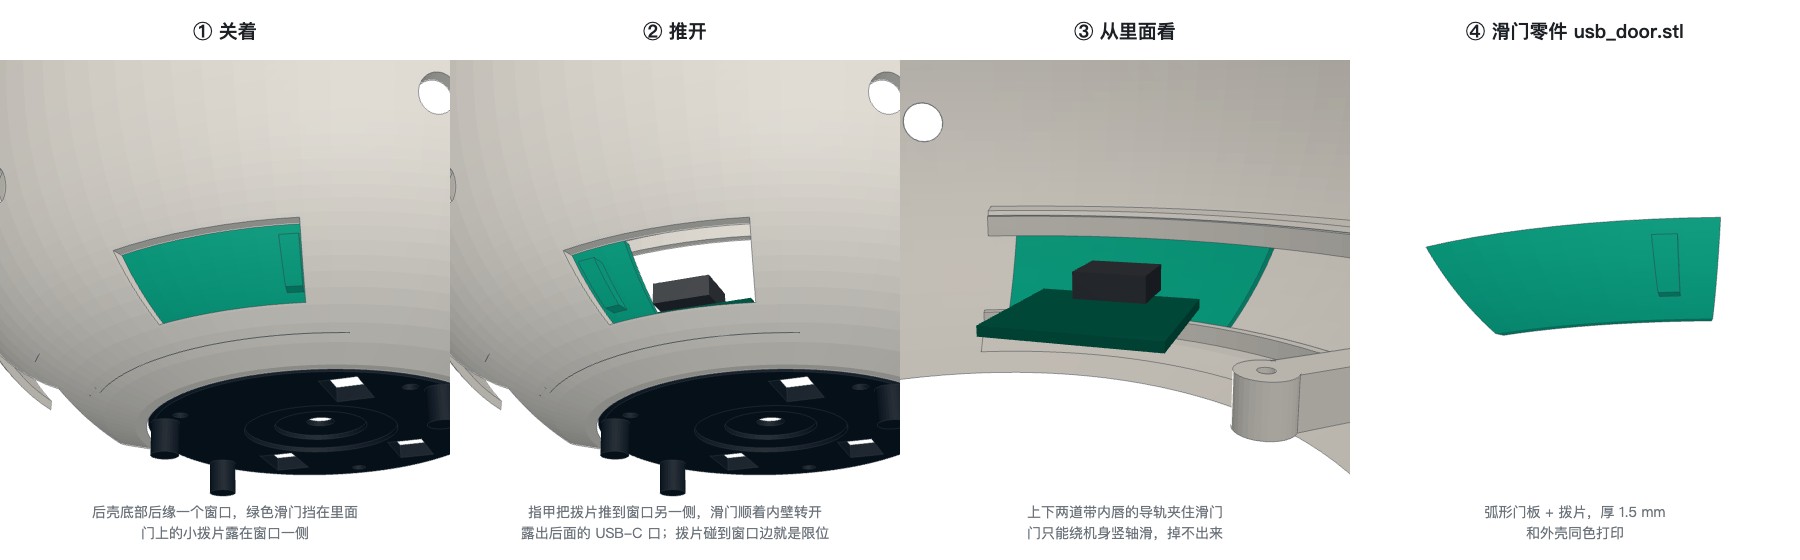 ① 关着
② 推开
③ 从里面看
④ 滑门零件 usb_door.stl
后壳底部后缘一个窗口，绿色滑门挡在里面
门上的小拨片露在窗口一侧
指甲把拨片推到窗口另一侧，滑门顺着内壁转开
露出后面的 USB-C 口；拨片碰到窗口边就是限位
上下两道带内唇的导轨夹住滑门
门只能绕机身竖轴滑，掉不出来
弧形门板 + 拨片，厚 1.5 mm
和外壳同色打印